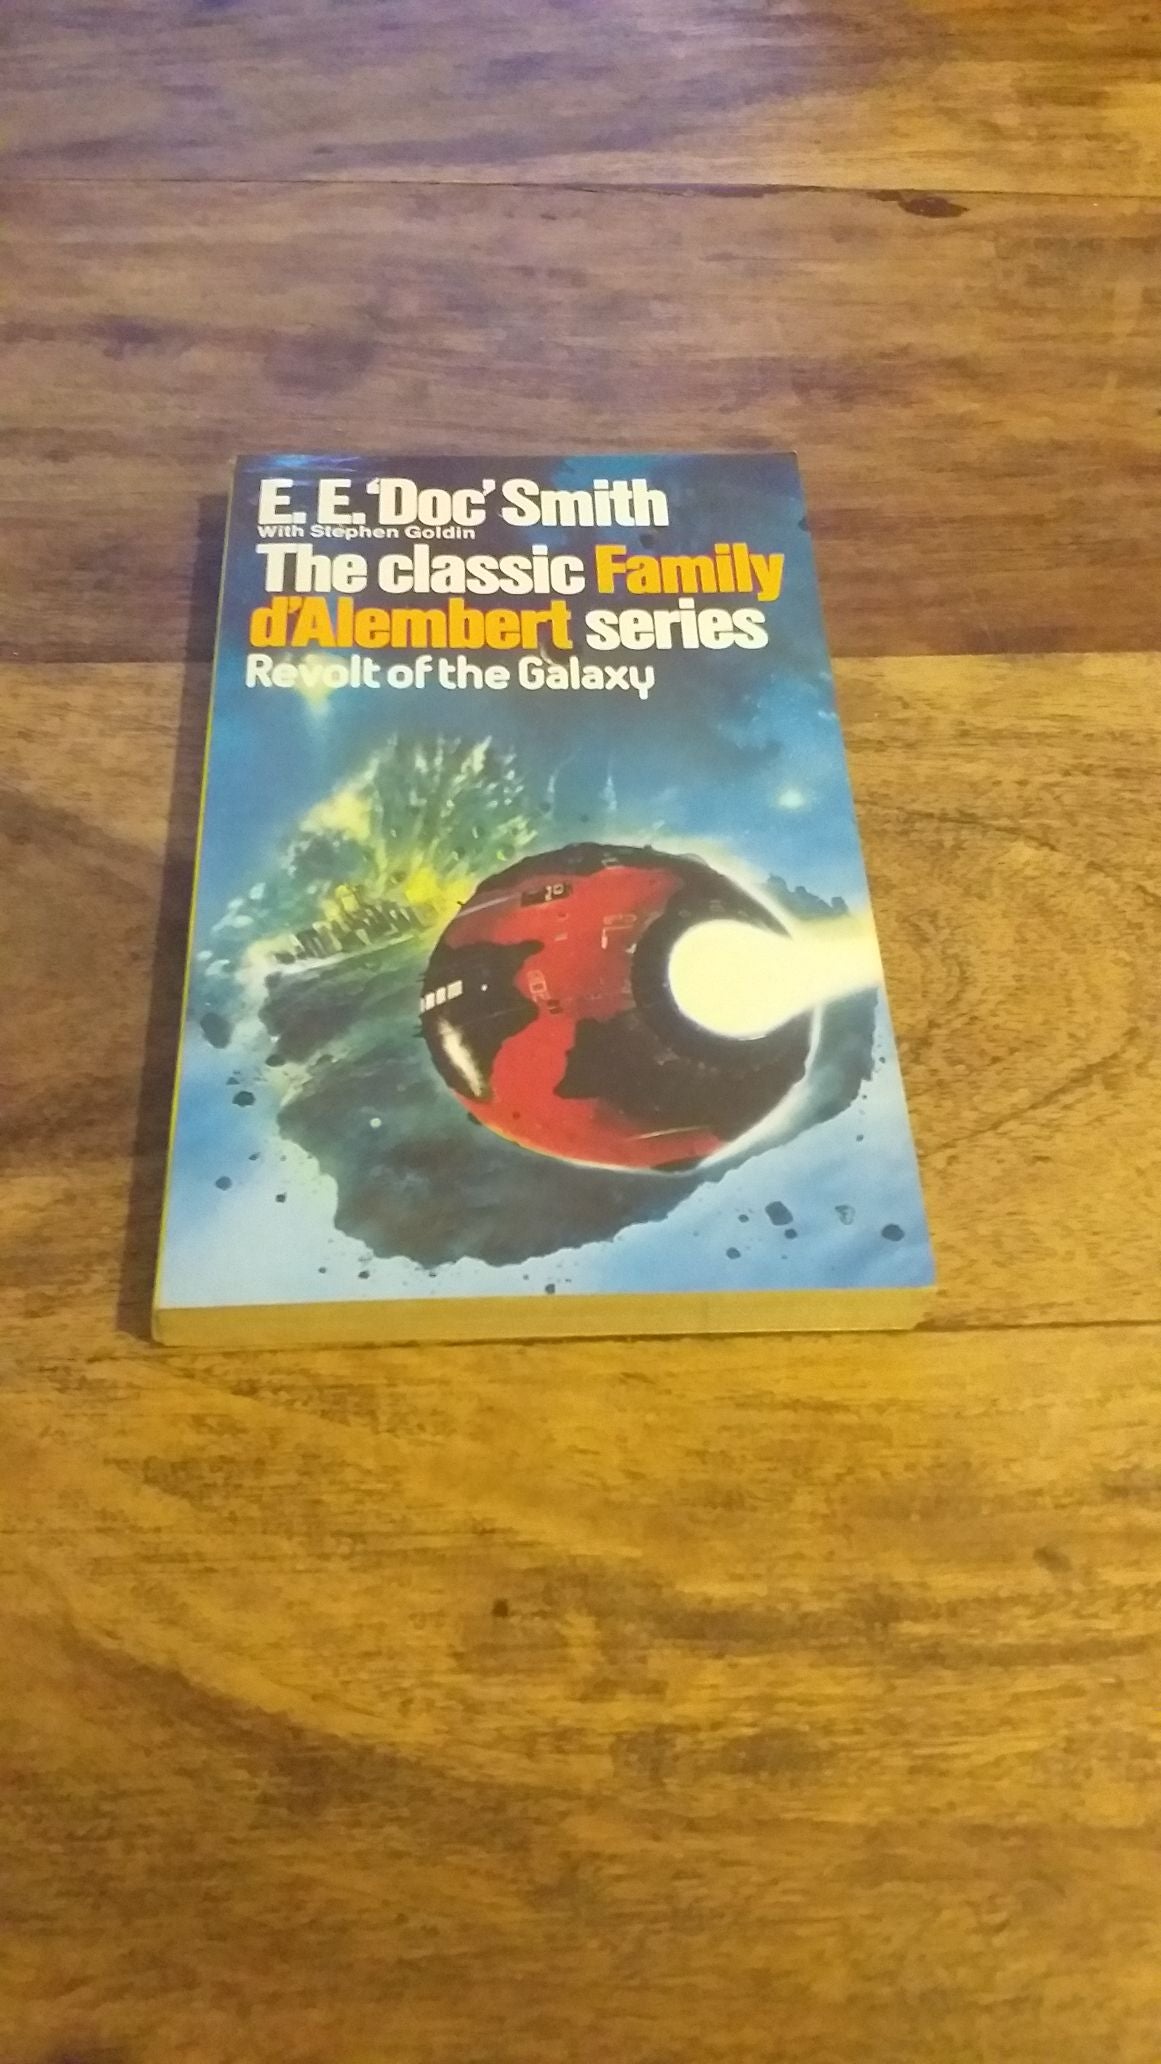 E. E. ‘Doc’ Smith
With Stephen Goldin
The classic Family
d’Alembert series
Revolt of the Galaxy